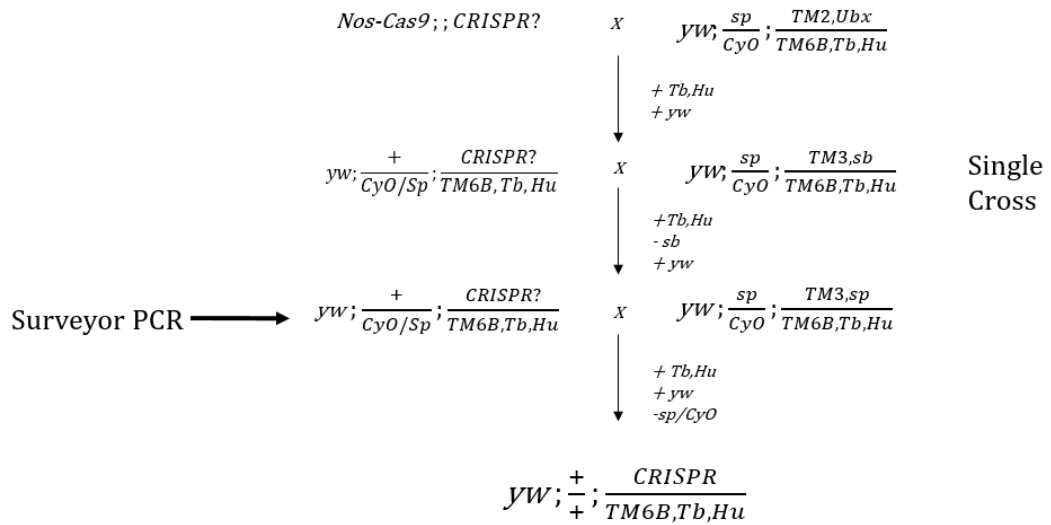 Nos-Cas9;; CRISPR? X yw; sp/CyO; TM2,Ubx/TM6B,Tb,Hu
+ Tb,Hu
+ yw
yw; +/CyO/Sp; CRISPR?/TM6B,Tb,Hu X yw; sp/CyO; TM3,sb/TM6B,Tb,Hu
Single
Cross
+Tb,Hu
- sb
+ yw
Surveyor PCR
yw; +/CyO/Sp; CRISPR?/TM6B,Tb,Hu X yw; sp/CyO; TM3,sp/TM6B,Tb,Hu
+ Tb,Hu
+ yw
-sp/CyO
yw; +/+; CRISPR/TM6B,Tb,Hu